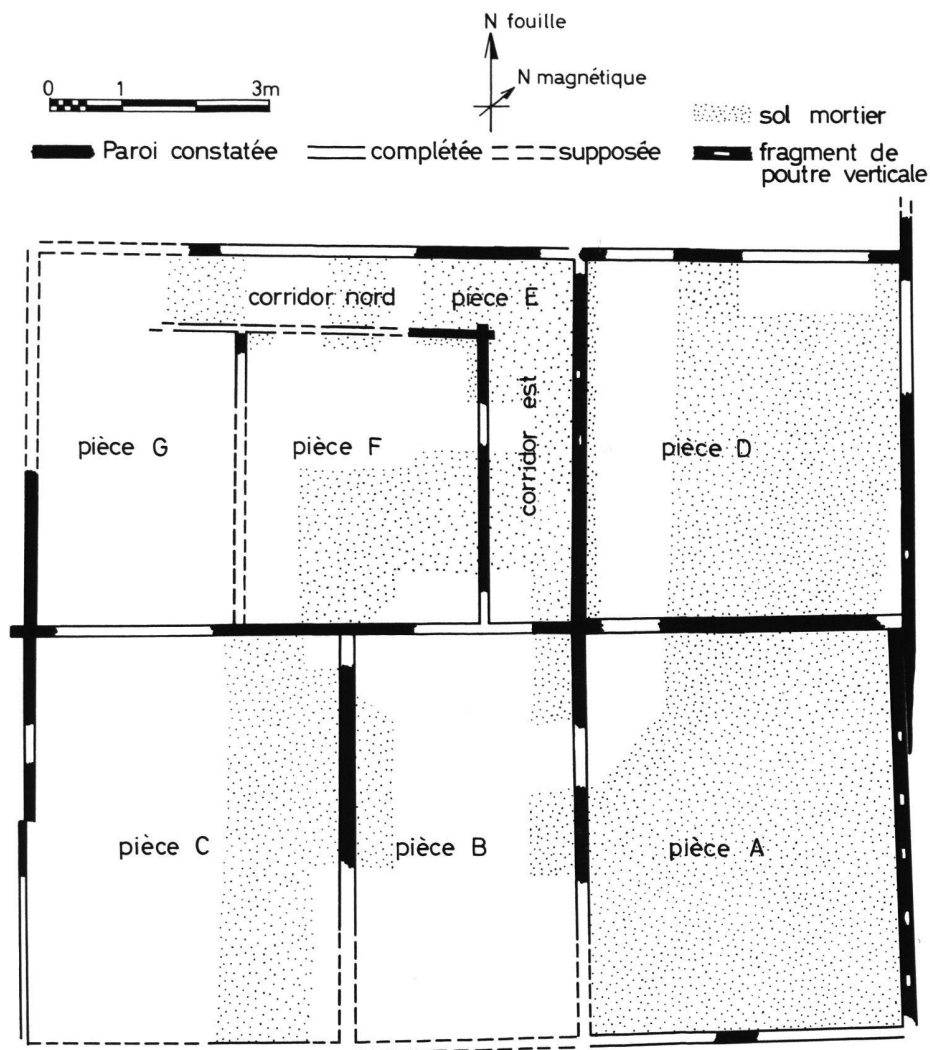 N fouille
N magnétique
0 1 3m
sol mortier
Paroi constatée complétée supposée fragment de
poutre verticale
corridor nord pièce E
corridor est
pièce G pièce F pièce D
pièce C pièce B pièce A